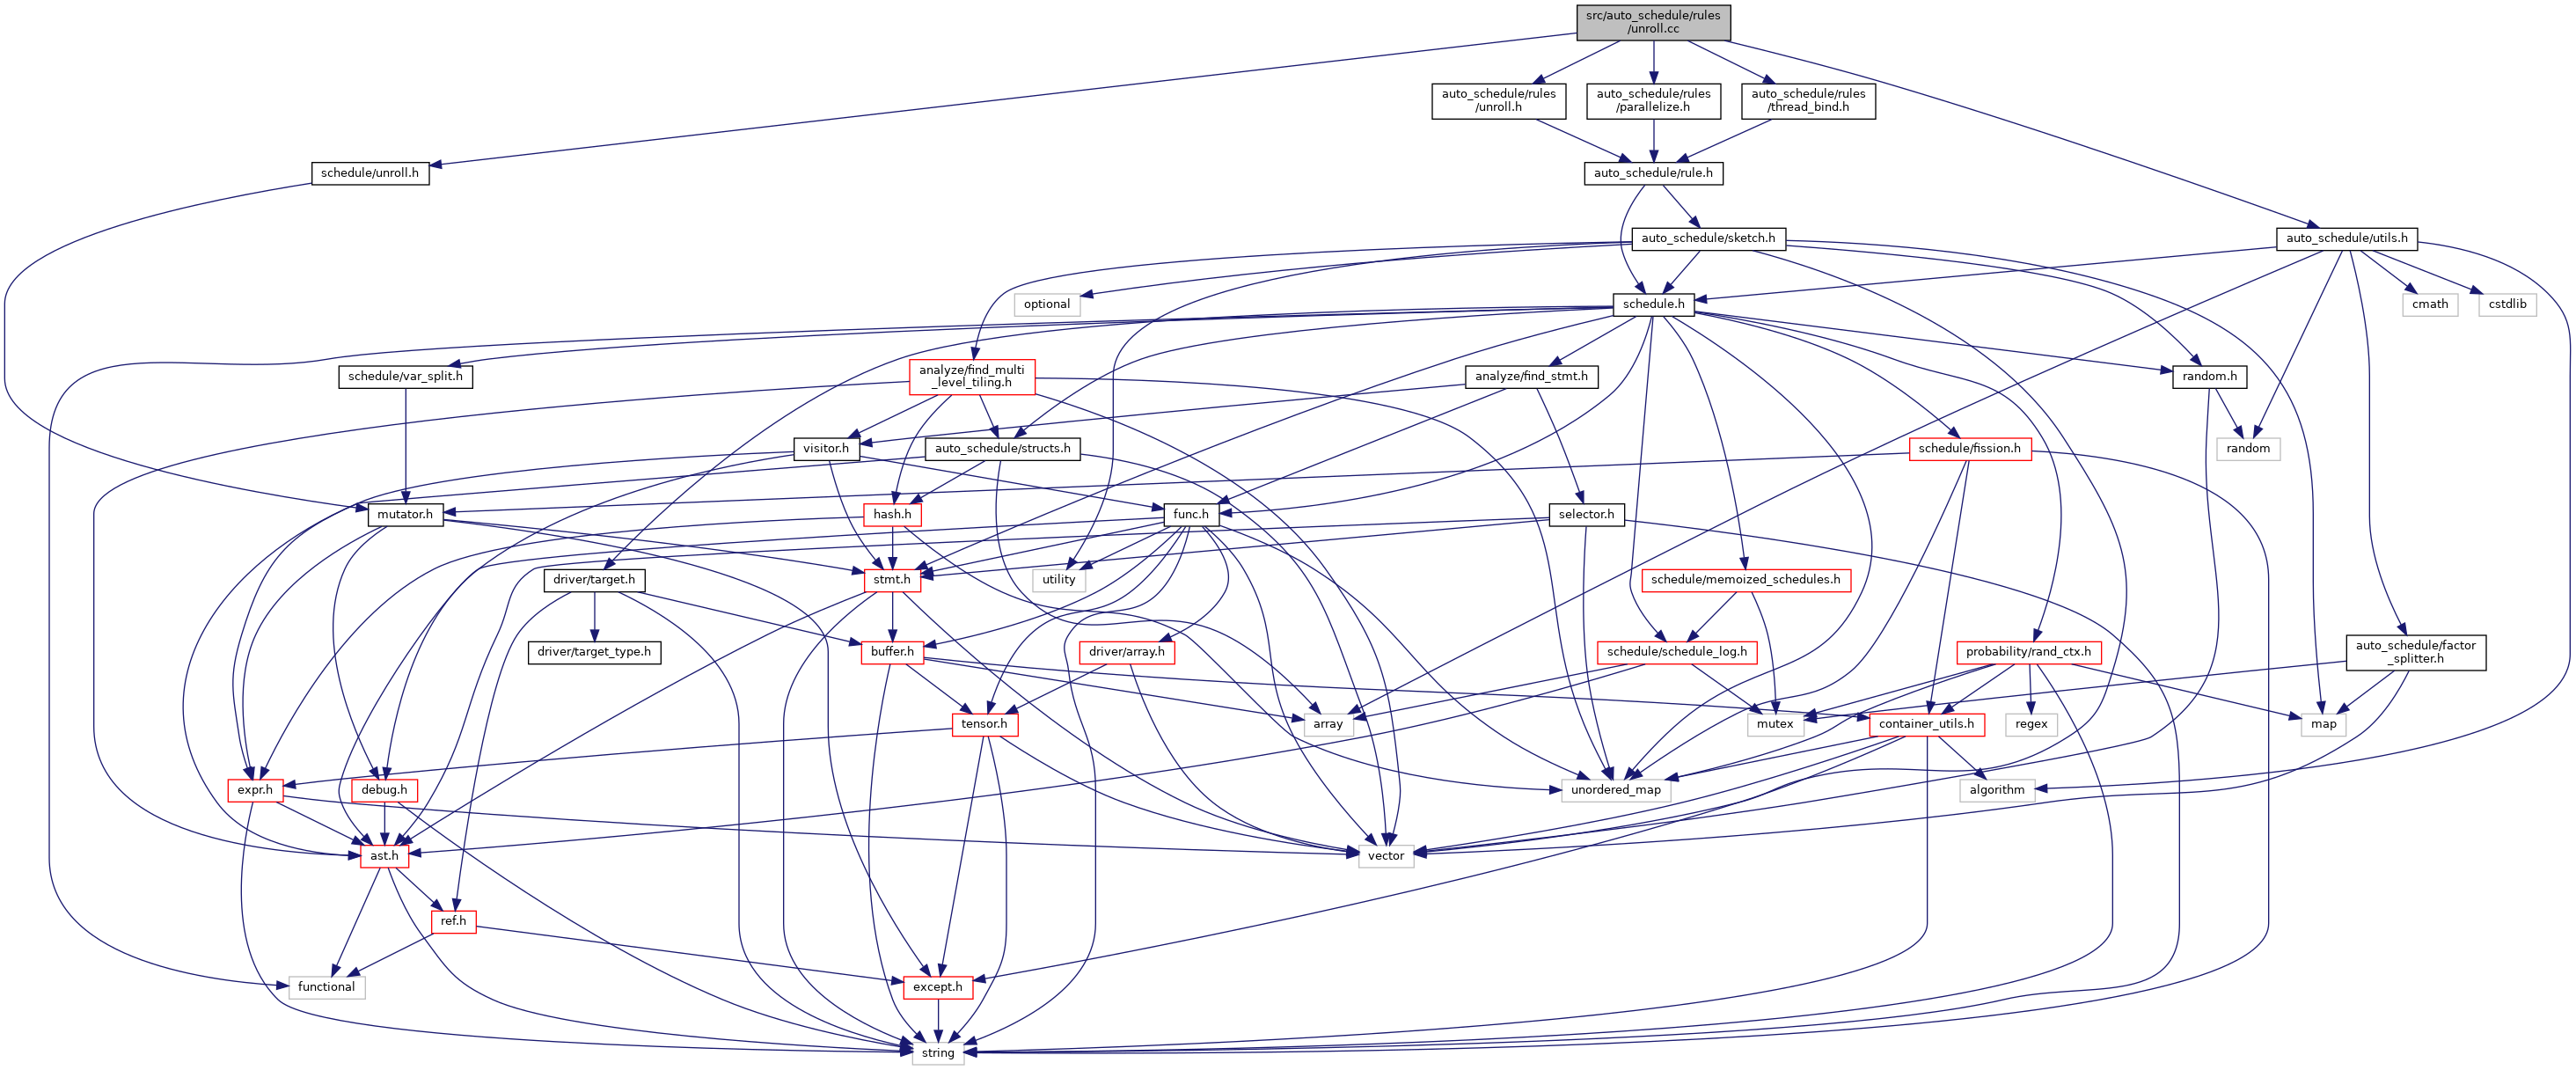 src/auto_schedule/rules
/unroll.cc
auto_schedule/rules
/unroll.h
auto_schedule/rules
/parallelize.h
auto_schedule/rules
/thread_bind.h
schedule/unroll.h
auto_schedule/rule.h
auto_schedule/sketch.h
auto_schedule/utils.h
optional
schedule.h
cmath
cstdlib
schedule/var_split.h
analyze/find_multi
_level_tiling.h
analyze/find_stmt.h
random.h
visitor.h
auto_schedule/structs.h
schedule/fission.h
random
mutator.h
hash.h
func.h
selector.h
driver/target.h
stmt.h
utility
schedule/memoized_schedules.h
driver/target_type.h
buffer.h
driver/array.h
schedule/schedule_log.h
probability/rand_ctx.h
auto_schedule/factor
_splitter.h
tensor.h
array
mutex
container_utils.h
regex
map
expr.h
debug.h
unordered_map
algorithm
ast.h
vector
ref.h
functional
except.h
string